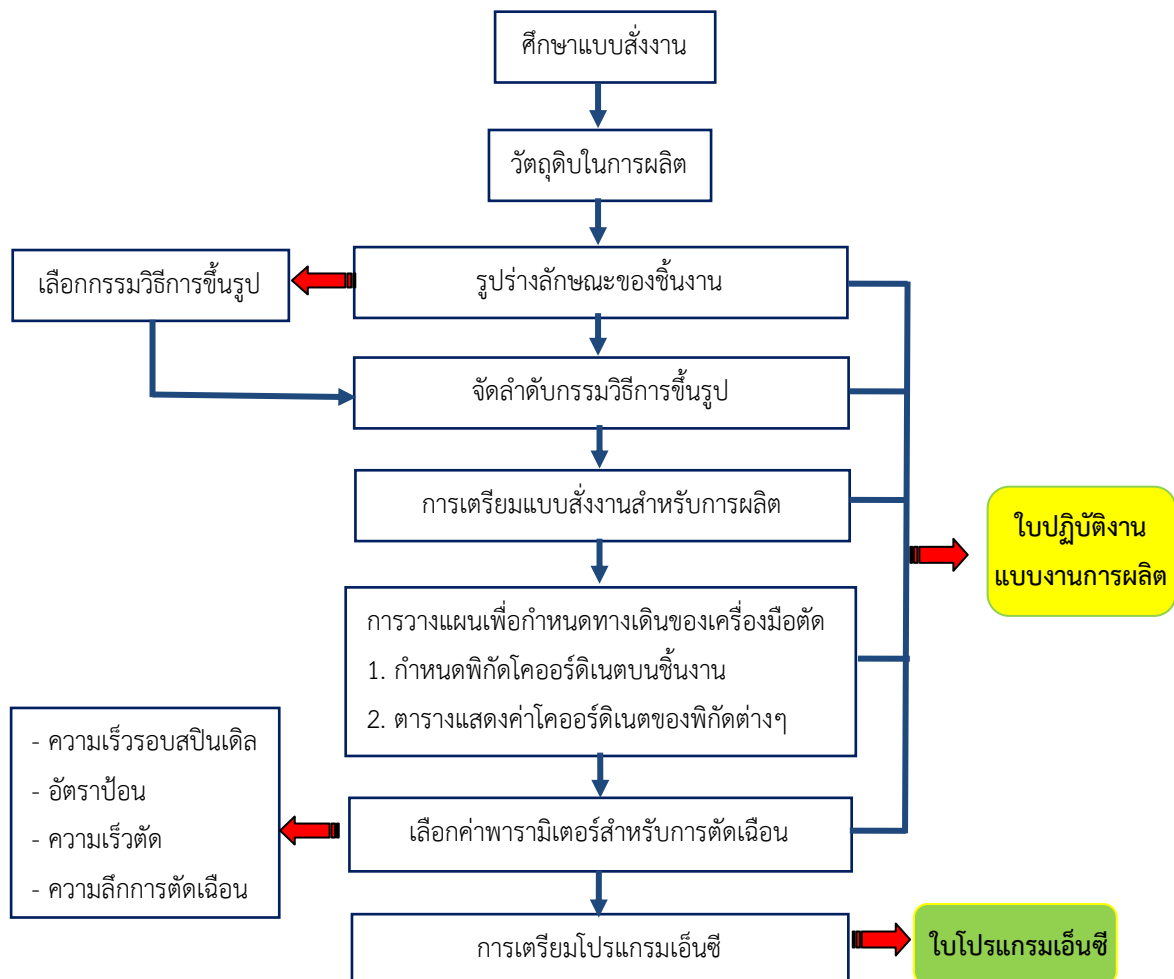 ศึกษาแบบสั่งงาน
วัตถุดิบในการผลิต
เลือกกรรมวิธีการขึ้นรูป
รูปร่างลักษณะของชิ้นงาน
จัดลำดับกรรมวิธีการขึ้นรูป
การเตรียมแบบสั่งงานสำหรับการผลิต
ใบปฏิบัติงาน
แบบงานการผลิต
การวางแผนเพื่อกำหนดทางเดินของเครื่องมือตัด
1. กำหนดพิกัดโคออร์ดิเนตบนชิ้นงาน
2. ตารางแสดงค่าโคออร์ดิเนตของพิกัดต่างๆ
- ความเร็วรอบสปินเดิล
- อัตราป้อน
- ความเร็วตัด
- ความลึกการตัดเฉือน
เลือกค่าพารามิเตอร์สำหรับการตัดเฉือน
การเตรียมโปรแกรมเอ็นซี
ใบโปรแกรมเอ็นซี